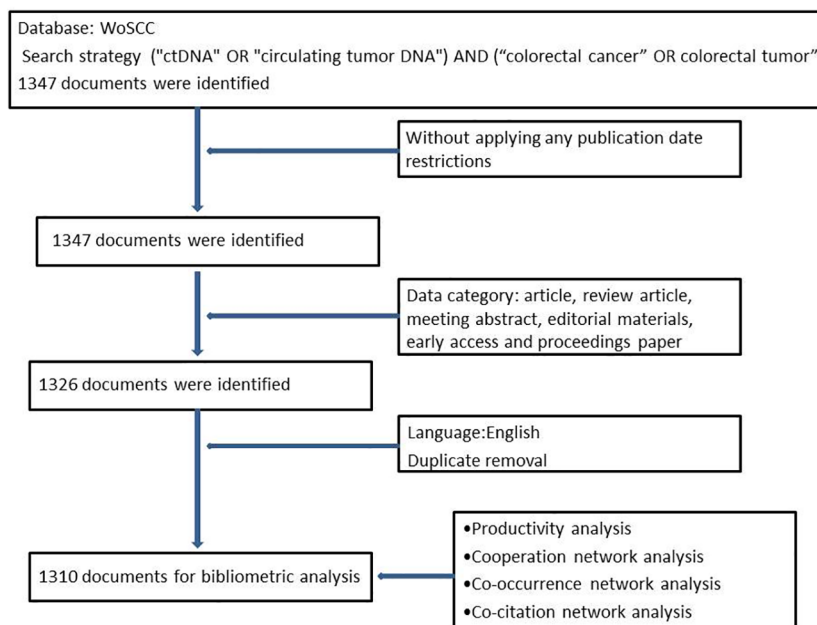 Database: WoSCC
Search strategy ("ctDNA" OR "circulating tumor DNA") AND (“colorectal cancer” OR colorectal tumor”
1347 documents were identified
Without applying any publication date
restrictions
1347 documents were identified
Data category: article, review article,
meeting abstract, editorial materials,
early access and proceedings paper
1326 documents were identified
Language:English
Duplicate removal
•Productivity analysis
•Cooperation network analysis
•Co-occurrence network analysis
•Co-citation network analysis
1310 documents for bibliometric analysis